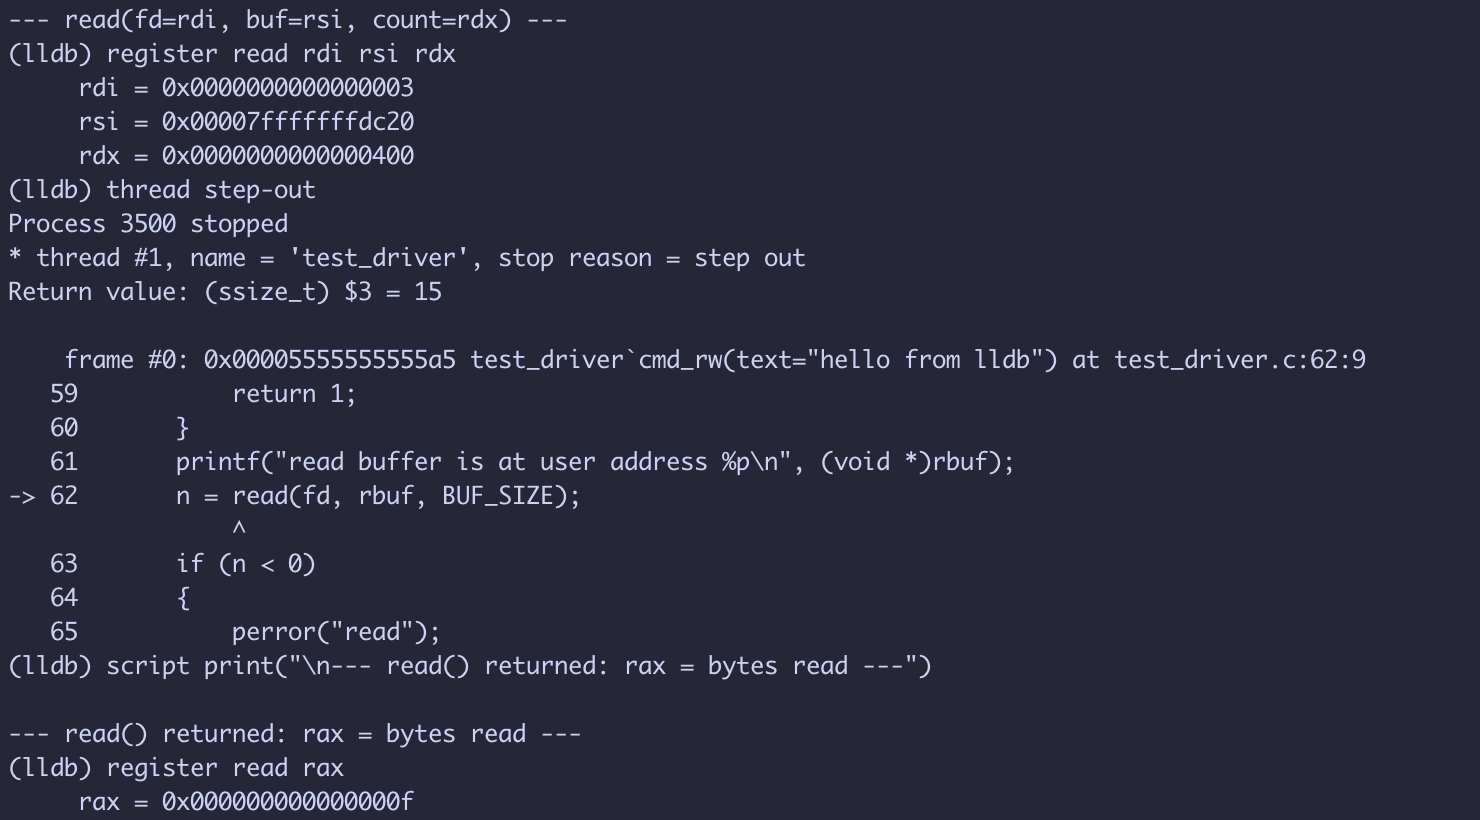 --- read(fd=rdi, buf=rsi, count=rdx) ---
(lldb) register read rdi rsi rdx
     rdi = 0x0000000000000003
     rsi = 0x00007fffffffdc20
     rdx = 0x0000000000000400
(lldb) thread step-out
Process 3500 stopped
* thread #1, name = 'test_driver', stop reason = step out
Return value: (ssize_t) $3 = 15

    frame #0: 0x00005555555555a5 test_driver`cmd_rw(text="hello from lldb") at test_driver.c:62:9
   59  	        return 1;
   60  	    }
   61  	    printf("read buffer is at user address %p\n", (void *)rbuf);
-> 62  	    n = read(fd, rbuf, BUF_SIZE);
    	        ^
   63  	    if (n < 0)
   64  	    {
   65  	        perror("read");
(lldb) script print("\n--- read() returned: rax = bytes read ---")

--- read() returned: rax = bytes read ---
(lldb) register read rax
     rax = 0x000000000000000f